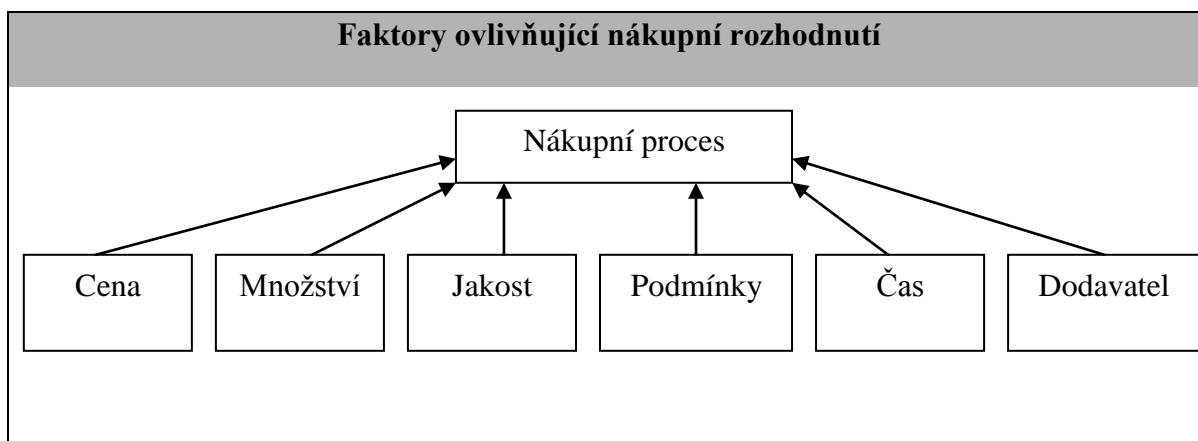 Faktory ovlivňující nákupní rozhodnutí
Nákupní proces
Cena Množství Jakost Podmínky Čas Dodavatel